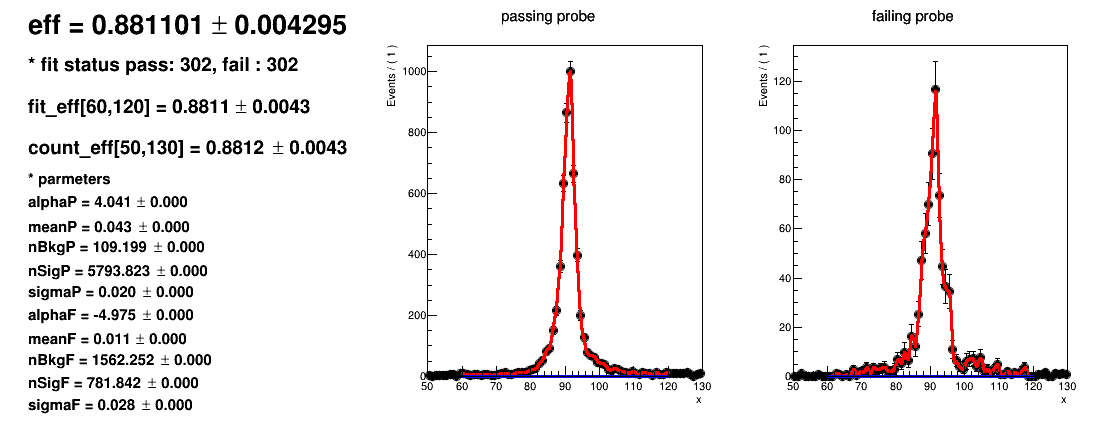 eff = 0.881101 ± 0.004295
* fit status pass: 302, fail : 302
fit_eff[60,120] = 0.8811 ± 0.0043
count_eff[50,130] = 0.8812 ± 0.0043
* parmeters
alphaP = 4.041 ± 0.000
meanP = 0.043 ± 0.000
nBkgP = 109.199 ± 0.000
nSigP = 5793.823 ± 0.000
sigmaP = 0.020 ± 0.000
alphaF = -4.975 ± 0.000
meanF = 0.011 ± 0.000
nBkgF = 1562.252 ± 0.000
nSigF = 781.842 ± 0.000
sigmaF = 0.028 ± 0.000
passing probe
Events / ( 1 )
1000
800
600
400
200
0
50 60 70 80 90 100 110 120 130
x
failing probe
Events / ( 1 )
120
100
80
60
40
20
0
50 60 70 80 90 100 110 120 130
x